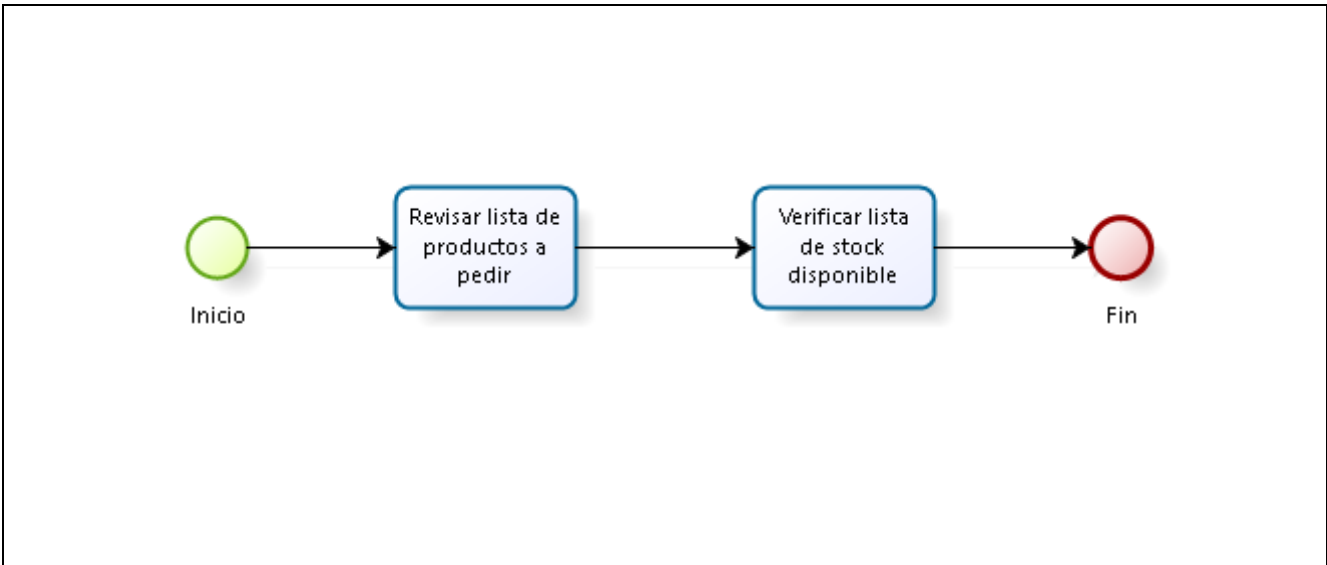 Inicio
Revisar lista de
productos a
pedir
Verificar lista
de stock
disponible
Fin